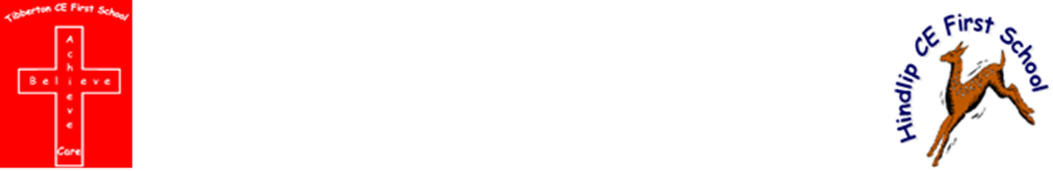 Tibberton CE First School
Achieve
Believe
Care
Hindlip CE First School